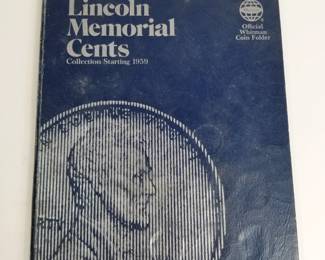 Lincoln
Memorial
Cents
Collection Starting 1959
Official
Whitman
Coin Folder